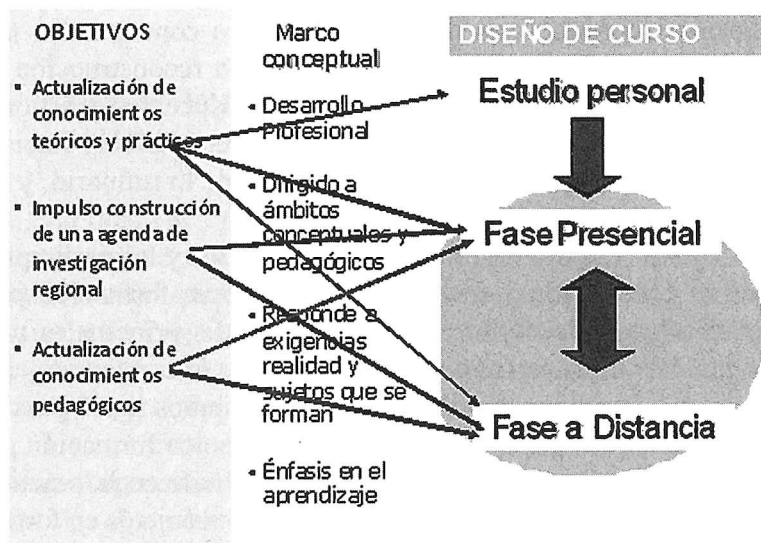 OBJETIVOS
▪ Actualización de
conocimientos
teóricos y prácticos
▪ Impulso construcción
de una agenda de
investigación
regional
▪ Actualización de
conocimientos
pedagógicos
Marco
conceptual
• Desarrollo
Profesional
• Dirigido a
ámbitos
conceptuales y
pedagógicos
• Responde a
exigencias
realidad y
sujetos que se
forman
• Énfasis en el
aprendizaje
DISEÑO DE CURSO
Estudio personal
Fase Presencial
Fase a Distancia